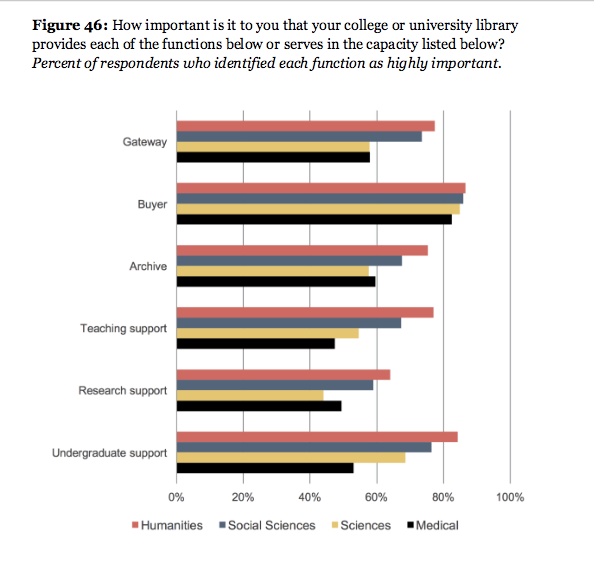 Figure 46: How important is it to you that your college or university library
provides each of the functions below or serves in the capacity listed below?
Percent of respondents who identified each function as highly important.
Gateway
Buyer
Archive
Teaching support
Research support
Undergraduate support
0% 20% 40% 60% 80% 100%
Humanities Social Sciences Sciences Medical